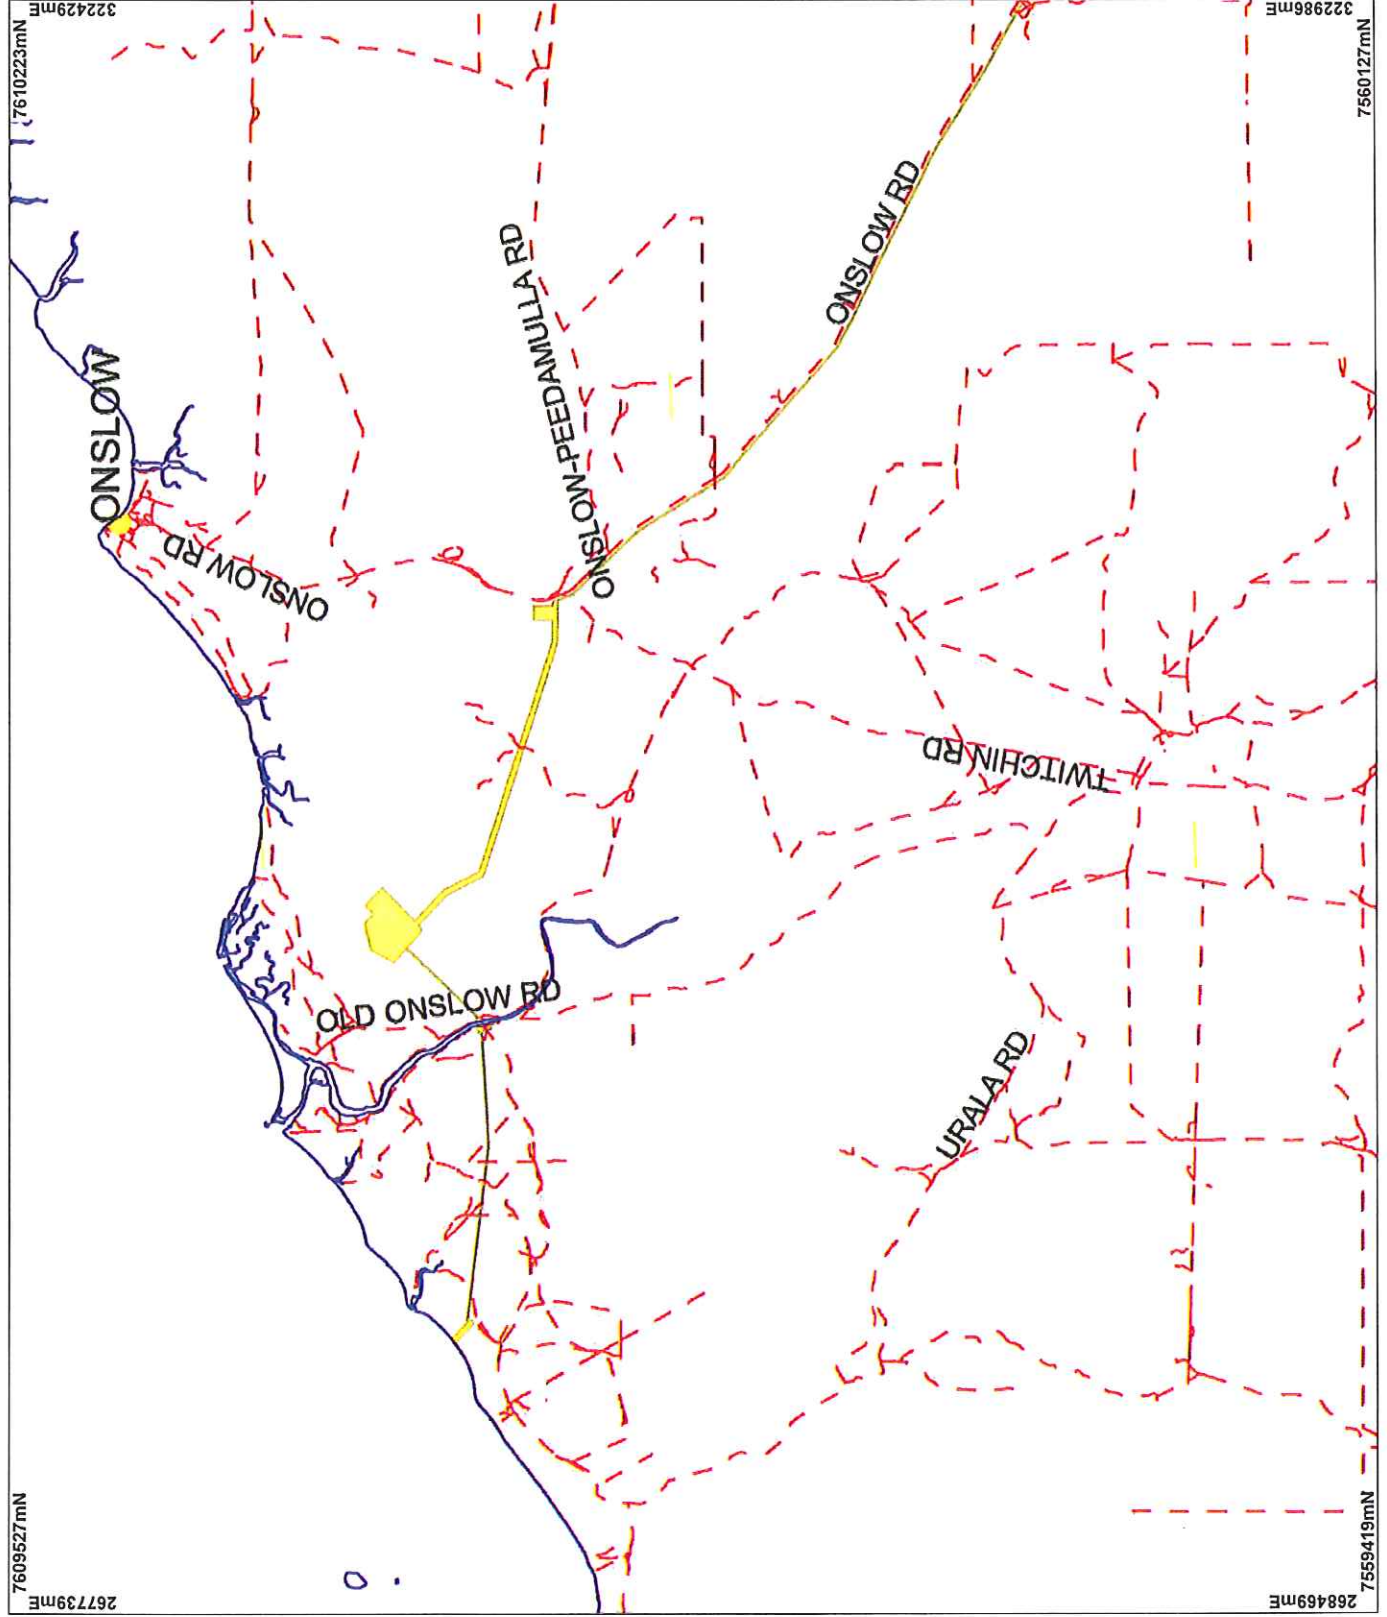 322429mE
7610223mN
322986mE
7560127mN
ONSLOW
ONSLOW RD
ONSLOW-PEEDAMULLA RD
ONSLOW RD
TWITCHIN RD
OLD ONSLOW RD
URALA RD
7609527mN
267739mE
7559419mN
268469mE